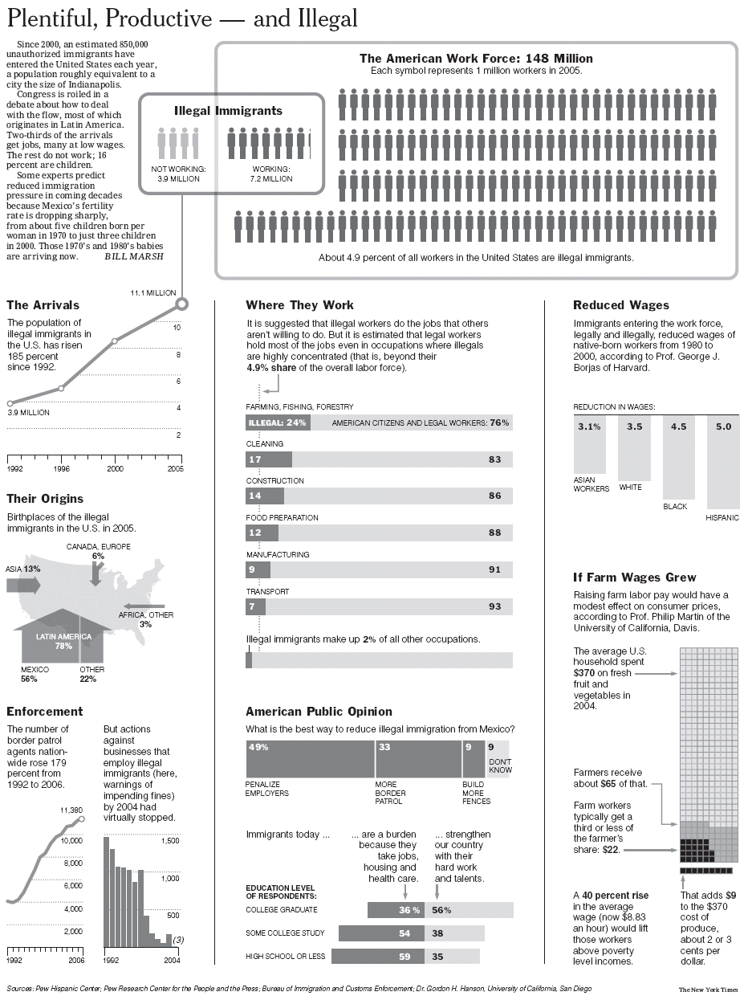 Plentiful, Productive — and Illegal
Since 2000, an estimated 850,000
unauthorized immigrants have
entered the United States each year,
a population roughly equivalent to a
city the size of Indianapolis.
Congress is roiled in a
debate about how to deal
with the flow, most of which
originates in Latin America.
Two-thirds of the arrivals
get jobs, many at low wages.
The rest do not work; 16
percent are children.
Some experts predict
reduced immigration
pressure in coming decades
because Mexico's fertility
rate is dropping sharply,
from about five children born per
woman in 1970 to just three children
in 2000. Those 1970's and 1980's babies
are arriving now. BILL MARSH
The American Work Force: 148 Million
Each symbol represents 1 million workers in 2005.
Illegal Immigrants
NOT WORKING:
3.9 MILLION
WORKING:
7.2 MILLION
About 4.9 percent of all workers in the United States are illegal immigrants.
The Arrivals
The population of
illegal immigrants in
the U.S. has risen
185 percent
since 1992.
11.1 MILLION
10
8
6
4
2
3.9 MILLION
1992
1996
2000
2005
Their Origins
Birthplaces of the illegal
immigrants in the U.S. in 2005.
CANADA, EUROPE
6%
ASIA 13%
AFRICA, OTHER
3%
LATIN AMERICA
78%
MEXICO
56%
OTHER
22%
Enforcement
The number of
border patrol
agents nation-
wide rose 179
percent from
1992 to 2006.
11,380
10,000
8,000
6,000
4,000
2,000
1992
2006
But actions
against
businesses that
employ illegal
immigrants (here,
warnings of
impending fines)
by 2004 had
virtually stopped.
1,500
1,000
500
(3)
1992
2004
Where They Work
It is suggested that illegal workers do the jobs that others
aren't willing to do. But it is estimated that legal workers
hold most of the jobs even in occupations where illegals
are highly concentrated (that is, beyond their
4.9% share of the overall labor force).
FARMING, FISHING, FORESTRY
ILLEGAL: 24% AMERICAN CITIZENS AND LEGAL WORKERS: 76%
CLEANING
17 83
CONSTRUCTION
14 86
FOOD PREPARATION
12 88
MANUFACTURING
9 91
TRANSPORT
7 93
Illegal immigrants make up 2% of all other occupations.
American Public Opinion
What is the best way to reduce illegal immigration from Mexico?
49% 33 9 9
DON'T
KNOW
PENALIZE
EMPLOYERS
MORE
BORDER
PATROL
BUILD
MORE
FENCES
Immigrants today ...
... are a burden
because they
take jobs,
housing and
health care.
... strengthen
our country
with their
hard work
and talents.
EDUCATION LEVEL
OF RESPONDENTS:
COLLEGE GRADUATE 36% 56%
SOME COLLEGE STUDY 54 38
HIGH SCHOOL OR LESS 59 35
Reduced Wages
Immigrants entering the work force,
legally and illegally, reduced wages of
native-born workers from 1980 to
2000, according to Prof. George J.
Borjas of Harvard.
REDUCTION IN WAGES:
3.1% 3.5 4.5 5.0
ASIAN
WORKERS
WHITE
BLACK
HISPANIC
If Farm Wages Grew
Raising farm labor pay would have a
modest effect on consumer prices,
according to Prof. Philip Martin of the
University of California, Davis.
The average U.S.
household spent
$370 on fresh
fruit and
vegetables in
2004.
Farmers receive
about $65 of that.
Farm workers
typically get a
third or less of
the farmer's
share: $22.
A 40 percent rise
in the average
wage (now $8.83
an hour) would lift
those workers
above poverty
level incomes.
That adds $9
to the $370
cost of
produce,
about 2 or 3
cents per
dollar.
Sources: Pew Hispanic Center; Pew Research Center for the People and the Press; Bureau of Immigration and Customs Enforcement; Dr. Gordon H. Hanson, University of California, San Diego
The New York Times